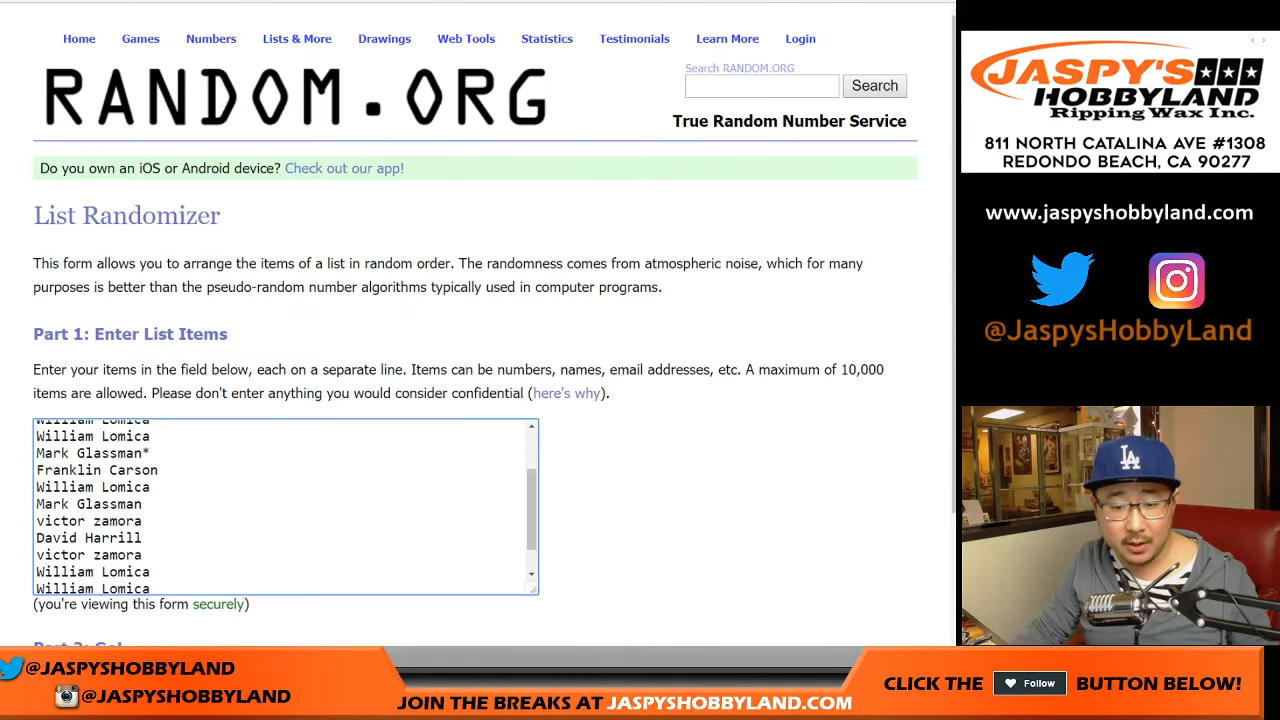 Home Games Numbers Lists & More Drawings Web Tools Statistics Testimonials Learn More Login
Search RANDOM.ORG
RANDOM.ORG
Search
True Random Number Service
Do you own an iOS or Android device? Check out our app!
List Randomizer
This form allows you to arrange the items of a list in random order. The randomness comes from atmospheric noise, which for many
purposes is better than the pseudo-random number algorithms typically used in computer programs.
Part 1: Enter List Items
Enter your items in the field below, each on a separate line. Items can be numbers, names, email addresses, etc. A maximum of 10,000
items are allowed. Please don't enter anything you would consider confidential (here's why).
William Lomica
William Lomica
Mark Glassman*
Franklin Carson
William Lomica
Mark Glassman
victor zamora
David Harrill
victor zamora
William Lomica
William Lomica
(you're viewing this form securely)
Part 2: Go!
JASPY'S
HOBBYLAND
Ripping Wax Inc.
811 NORTH CATALINA AVE #1308
REDONDO BEACH, CA 90277
www.jaspyshobbyland.com
@JaspysHobbyLand
LA
@JASPYSHOBBYLAND
@JASPYSHOBBYLAND
JOIN THE BREAKS AT JASPYSHOBBYLAND.COM
CLICK THE Follow BUTTON BELOW!